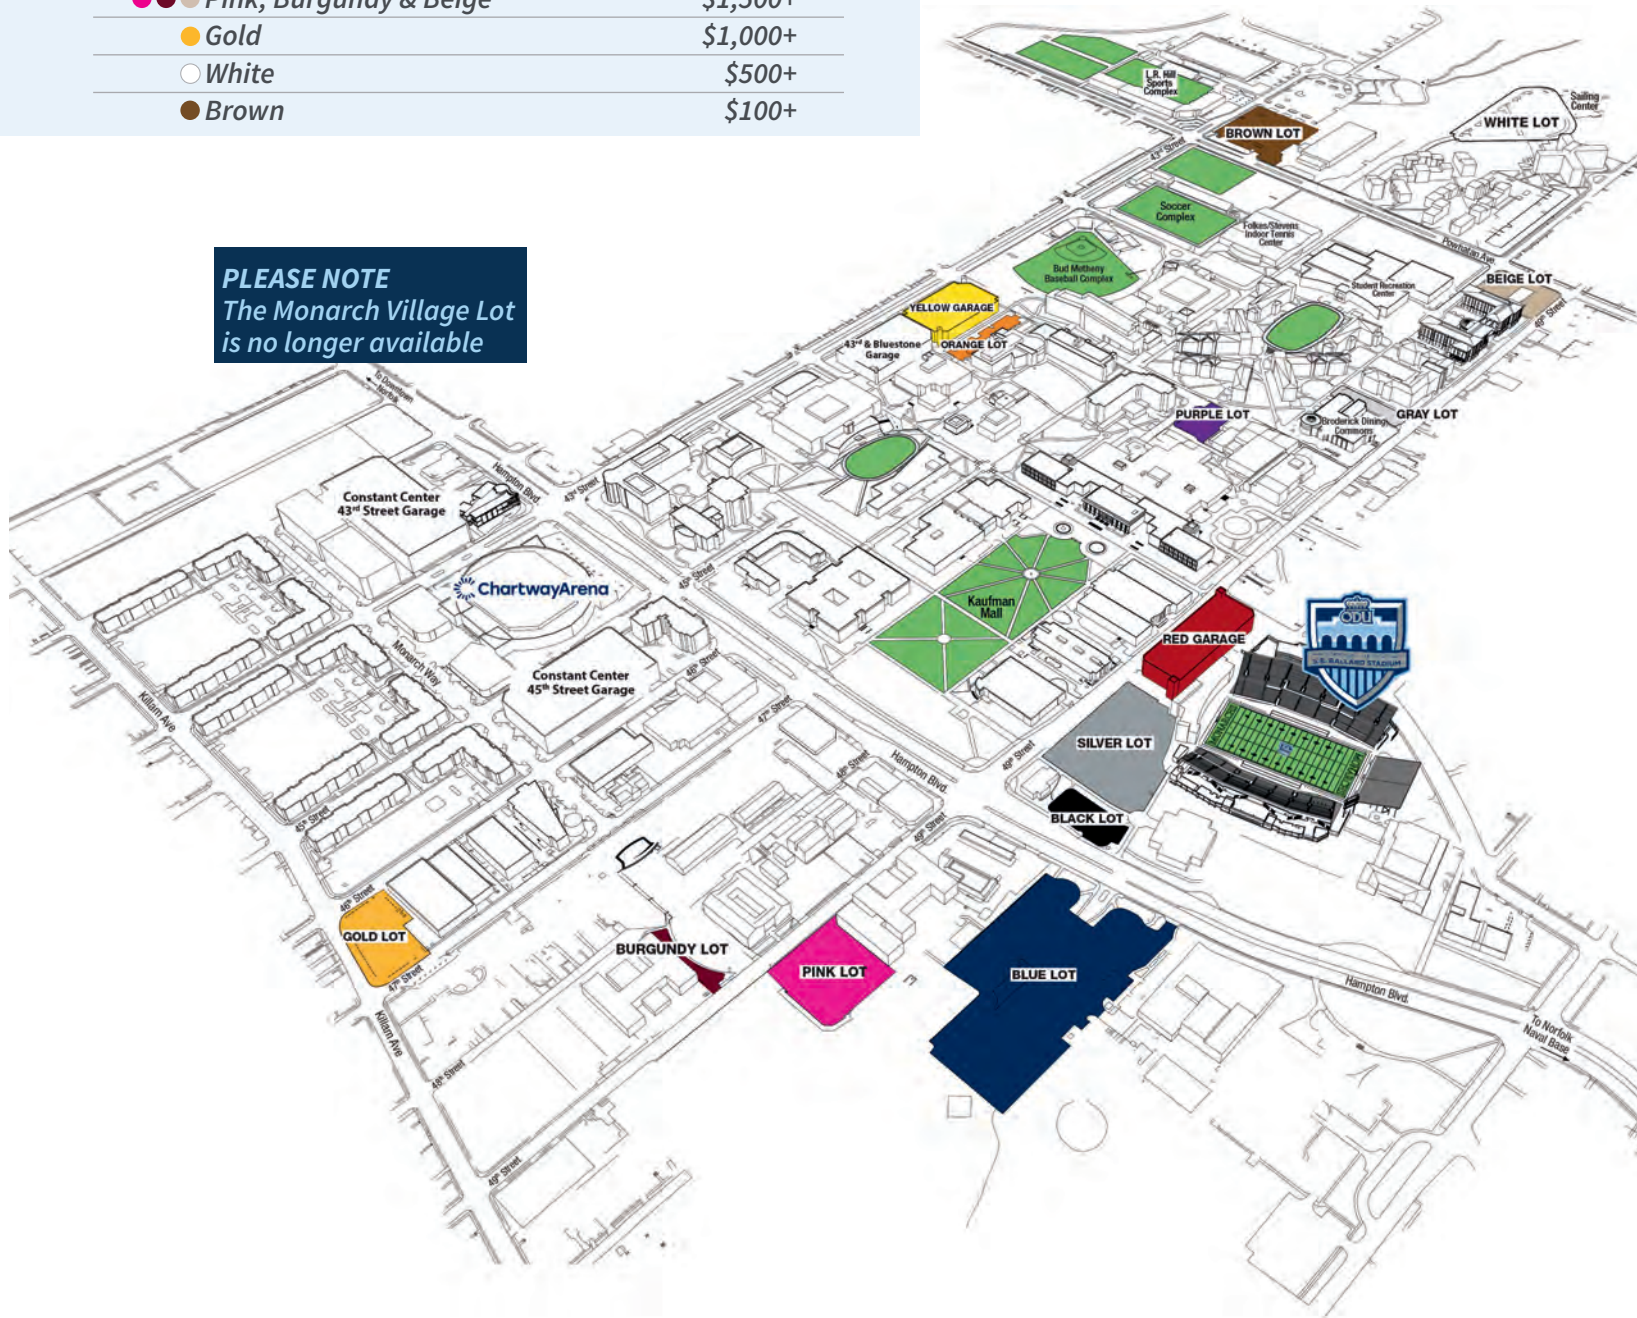 Pink, Burgundy & Beige $1,500+
Gold $1,000+
White $500+
Brown $100+
PLEASE NOTE
The Monarch Village Lot
is no longer available
L.R. Hill
Sports
Complex
BROWN LOT
WHITE LOT
Sailing
Center
43rd Street
Soccer
Complex
Folkes/Stevens
Indoor Tennis
Center
Powhatan Ave.
Bud Metheny
Baseball Complex
Student Recreation
Center
BEIGE LOT
49th Street
YELLOW GARAGE
ORANGE LOT
43rd & Bluestone
Garage
PURPLE LOT
GRAY LOT
Broderick Dining
Commons
To Downtown
Norfolk
Hampton Blvd.
43rd Street
Constant Center
43rd Street Garage
ChartwayArena
45th Street
Kaufman
Mall
RED GARAGE
ODU
S.B. BALLARD STADIUM
Monarch Way
Constant Center
45th Street Garage
46th Street
47th Street
Killam Ave
SILVER LOT
49th Street
Hampton Blvd.
48th Street
BLACK LOT
49th Street
45th Street
46th Street
GOLD LOT
47th Street
BURGUNDY LOT
PINK LOT
BLUE LOT
Hampton Blvd.
To Norfolk
Naval Base
Killam Ave
48th Street
49th Street